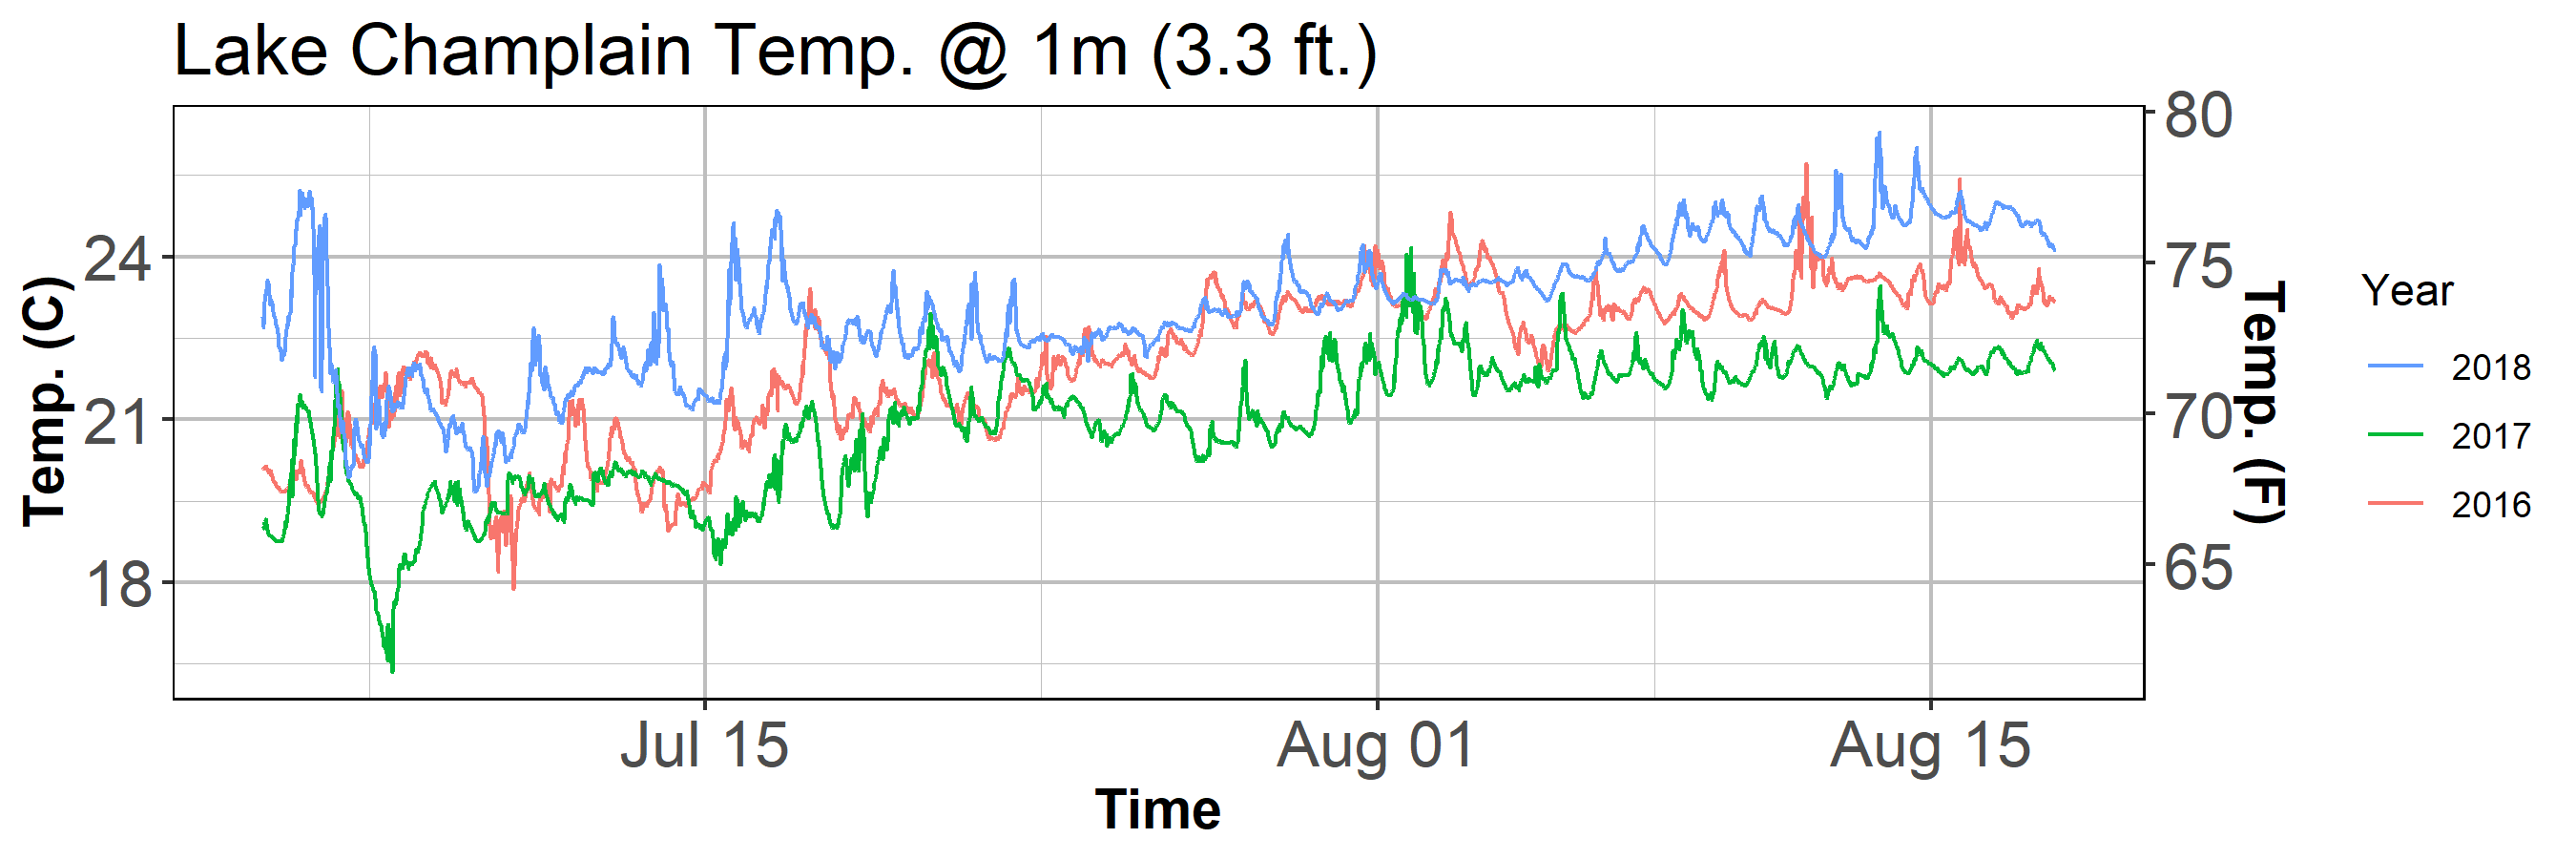 Lake Champlain Temp. @ 1m (3.3 ft.)
Temp. (C)
24
21
18
80
75
70
65
Temp. (F)
Jul 15
Aug 01
Aug 15
Time
Year
2018
2017
2016